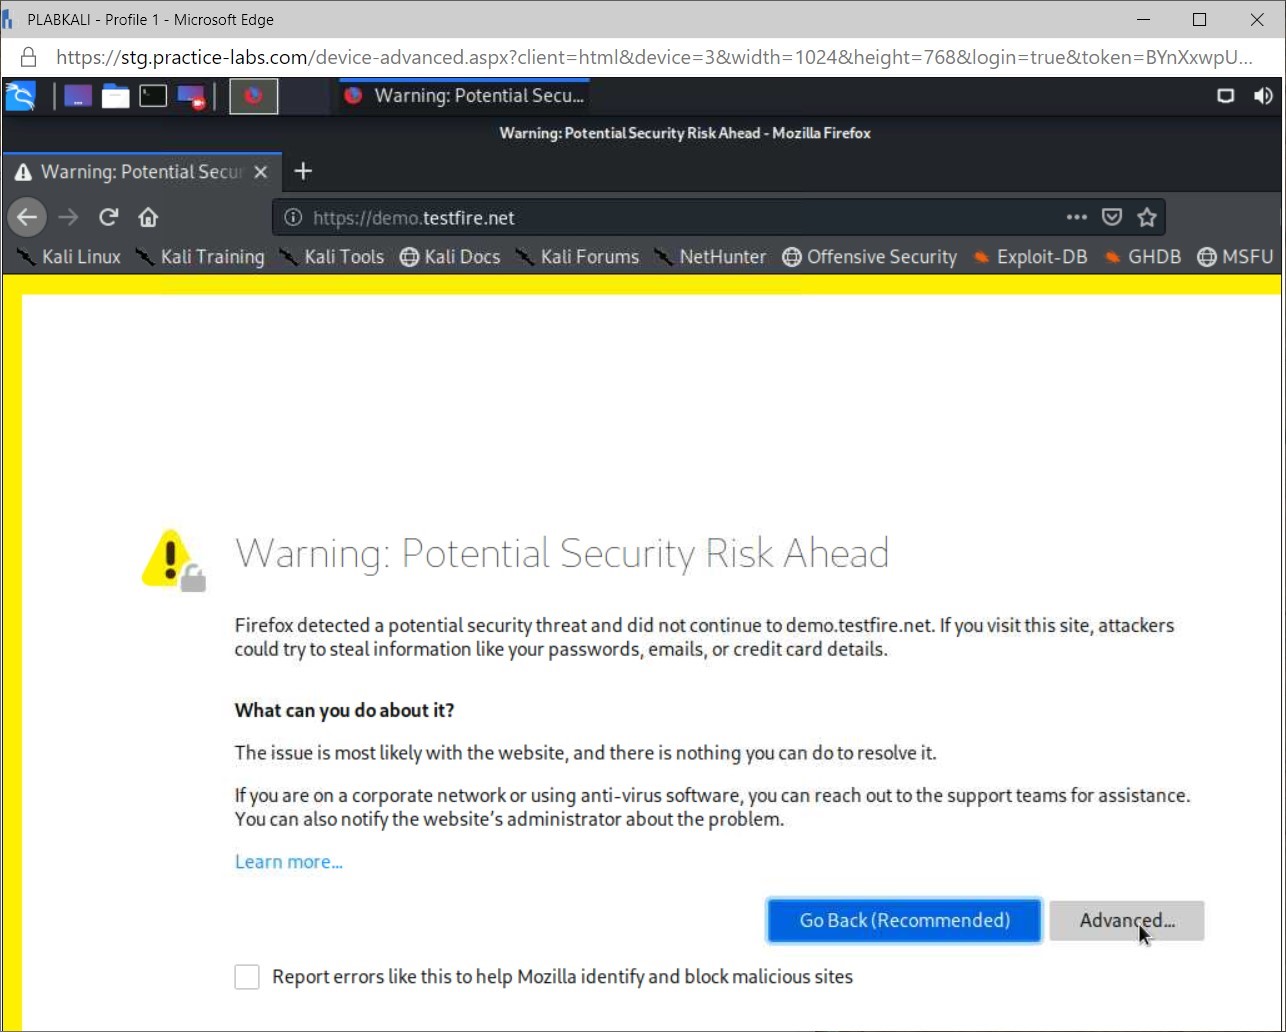 PLABKALI - Profile 1 - Microsoft Edge
https://stg.practice-labs.com/device-advanced.aspx?client=html&device=3&width=1024&height=768&login=true&token=BYnXxwpU...
Warning: Potential Secu...
Warning: Potential Security Risk Ahead - Mozilla Firefox
Warning: Potential Secur
https://demo.testfire.net
Kali Linux Kali Training Kali Tools Kali Docs Kali Forums NetHunter Offensive Security Exploit-DB GHDB MSFU
Warning: Potential Security Risk Ahead
Firefox detected a potential security threat and did not continue to demo.testfire.net. If you visit this site, attackers
could try to steal information like your passwords, emails, or credit card details.
What can you do about it?
The issue is most likely with the website, and there is nothing you can do to resolve it.
If you are on a corporate network or using anti-virus software, you can reach out to the support teams for assistance.
You can also notify the website’s administrator about the problem.
Learn more...
Go Back (Recommended) Advanced...
Report errors like this to help Mozilla identify and block malicious sites